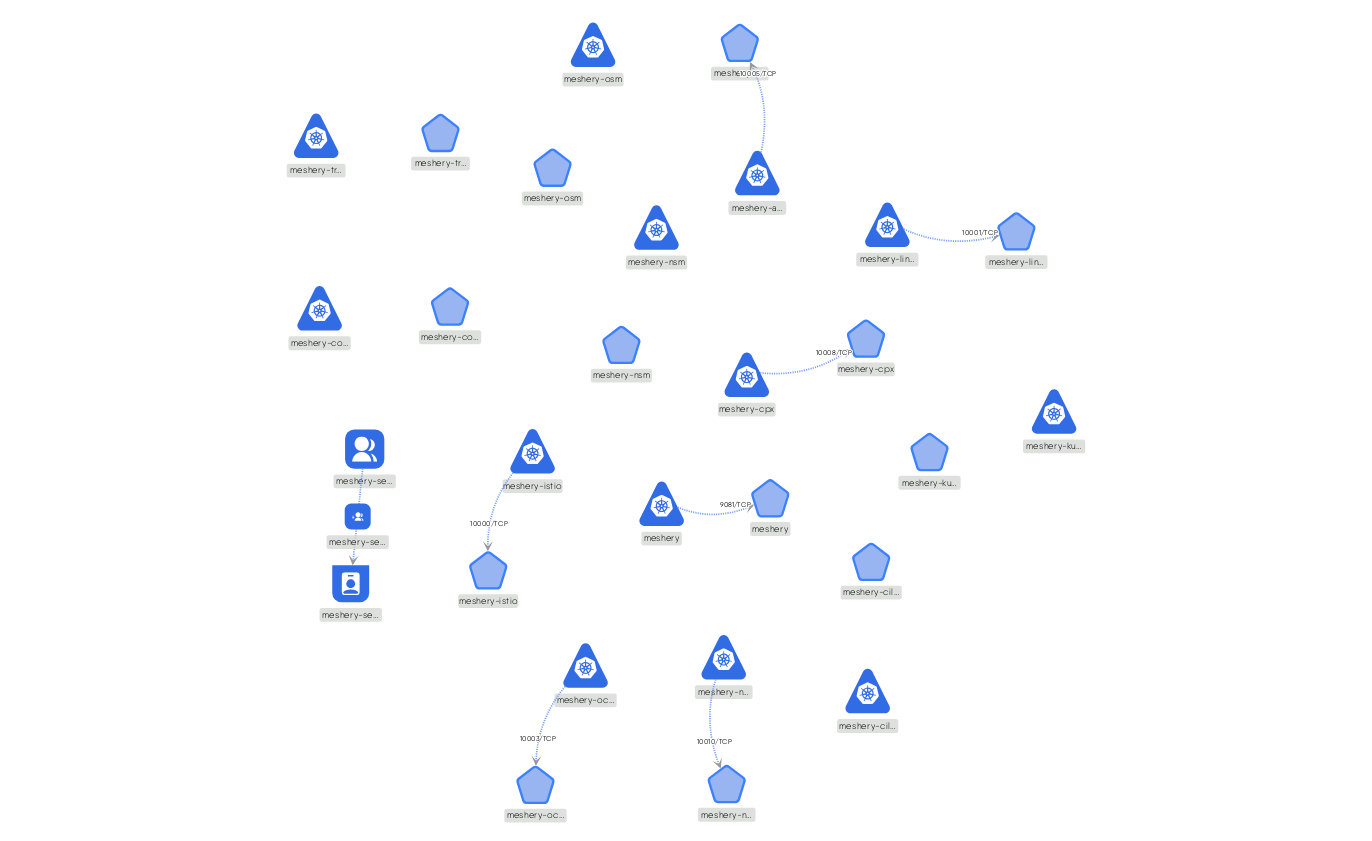 meshery-osm
10005/TCP
meshery-tr...
meshery-tr...
meshery-osm
meshery-a...
meshery-nsm
meshery-lin...
10001/TCP
meshery-lin...
meshery-co...
meshery-co...
meshery-nsm
10008/TCP
meshery-cpx
meshery-cpx
meshery-ku...
meshery-ku...
meshery-se...
meshery-istio
10000/TCP
meshery-se...
meshery-se...
meshery-istio
9081/TCP
meshery
meshery
meshery-cil...
meshery-oc...
meshery-n...
meshery-cil...
10003/TCP
10010/TCP
meshery-oc...
meshery-n...